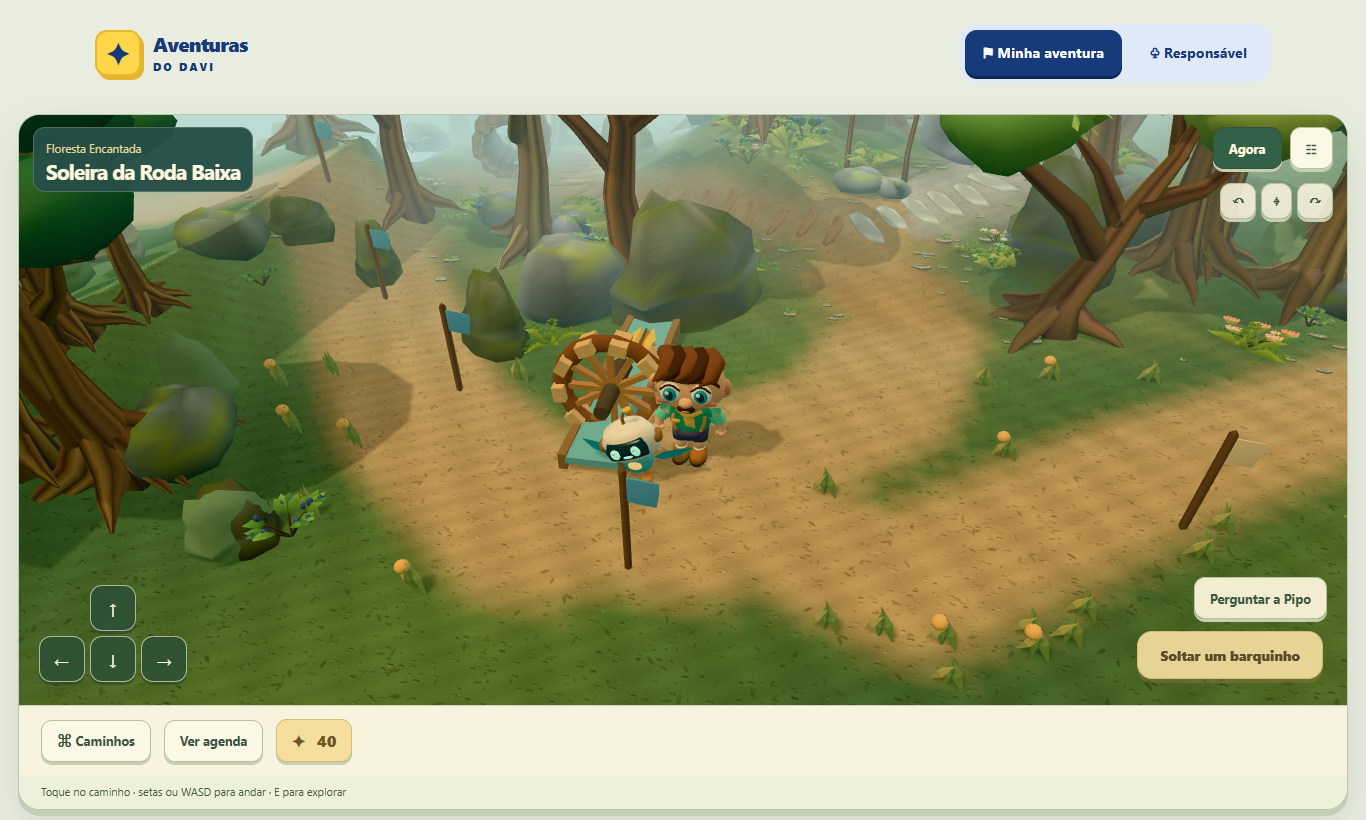 Aventuras
DO DAVI
Minha aventura
Responsável
Floresta Encantada
Soleira da Roda Baixa
Agora
Perguntar a Pipo
Soltar um barquinho
⌘ Caminhos
Ver agenda
40
Toque no caminho · setas ou WASD para andar · E para explorar